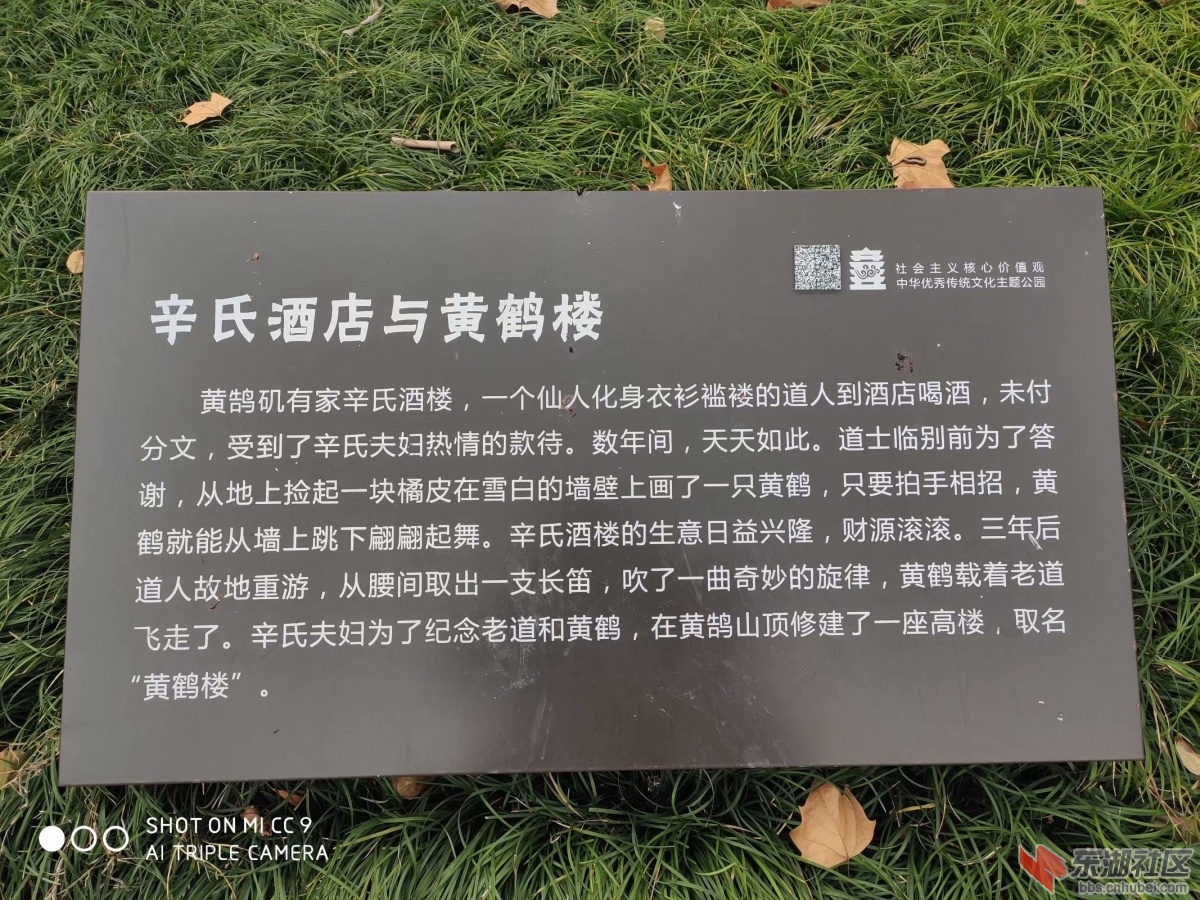 社会主义核心价值观
中华优秀传统文化主题公园
辛氏酒店与黄鹤楼
黄鹄矶有家辛氏酒楼，一个仙人化身衣衫褴褛的道人到酒店喝酒，未付
分文，受到了辛氏夫妇热情的款待。数年间，天天如此。道士临别前为了答
谢，从地上捡起一块橘皮在雪白的墙壁上画了一只黄鹤，只要拍手相招，黄
鹤就能从墙上跳下翩翩起舞。辛氏酒楼的生意日益兴隆，财源滚滚。三年后
道人故地重游，从腰间取出一支长笛，吹了一曲奇妙的旋律，黄鹤载着老道
飞走了。辛氏夫妇为了纪念老道和黄鹤，在黄鹄山顶修建了一座高楼，取名
“黄鹤楼”。
SHOT ON MI CC 9
AI TRIPLE CAMERA
东湖社区
bbs.cnhubei.com